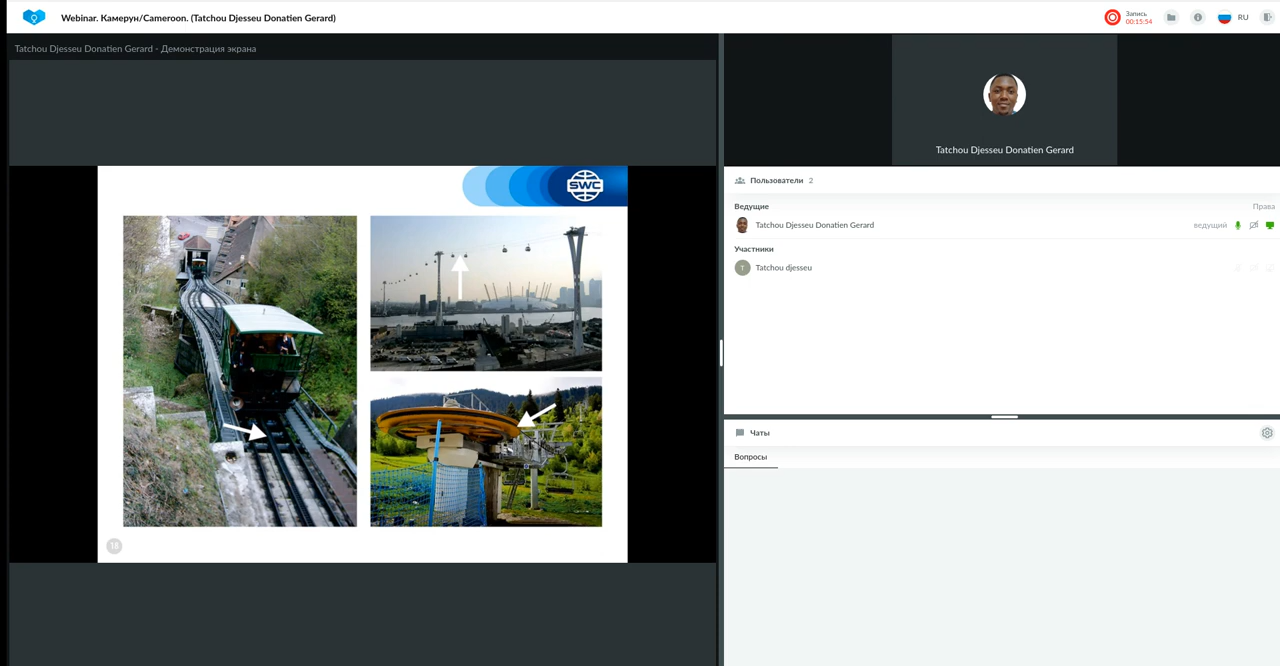 Webinar. Камерун/Cameroon. (Tatchou Djesseu Donatien Gerard)
Запись
00:15:54
RU
Tatchou Djesseu Donatien Gerard - Демонстрация экрана
SWC
18
Tatchou Djesseu Donatien Gerard
Пользователи 2
Ведущие Права
Tatchou Djesseu Donatien Gerard ведущий
Участники
T Tatchou djesseu
Чаты
Вопросы